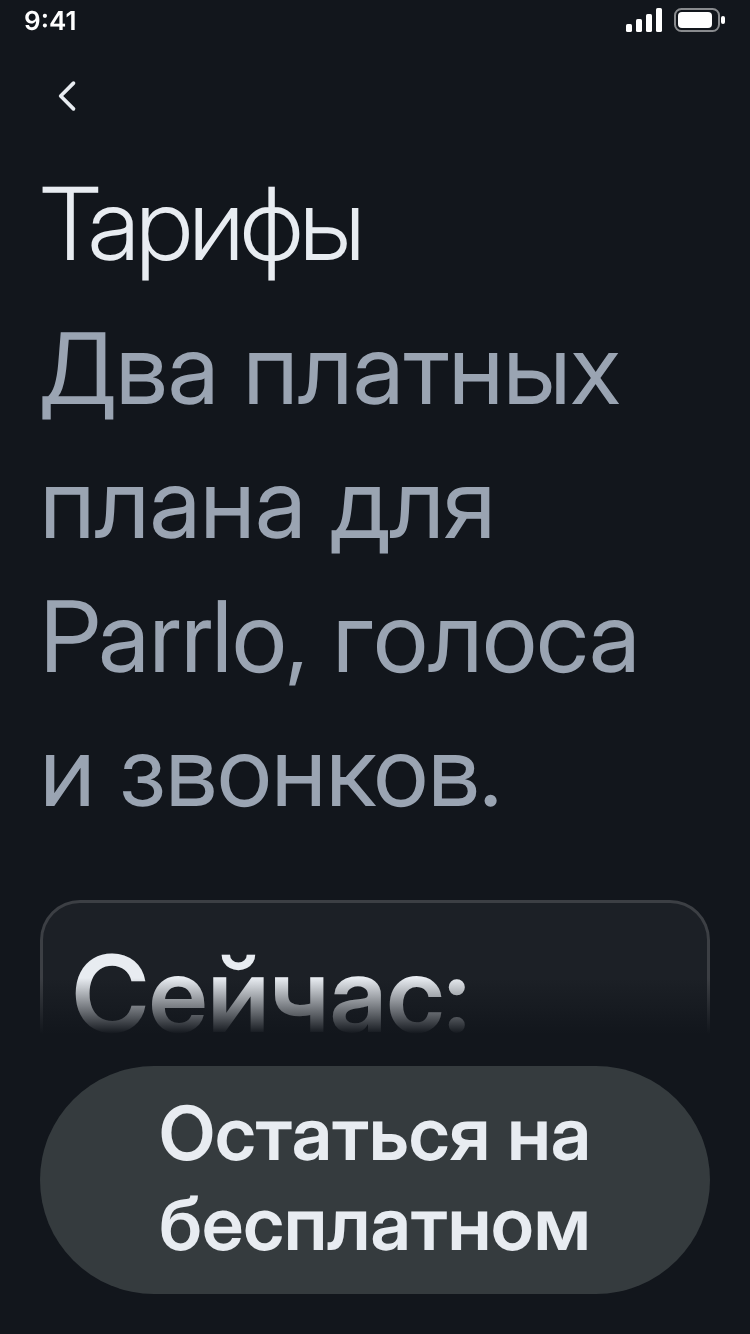 9:41
Тарифы
Два платных
плана для
Parrlo, голоса
и звонков.
Сейчас:
Остаться на
бесплатном